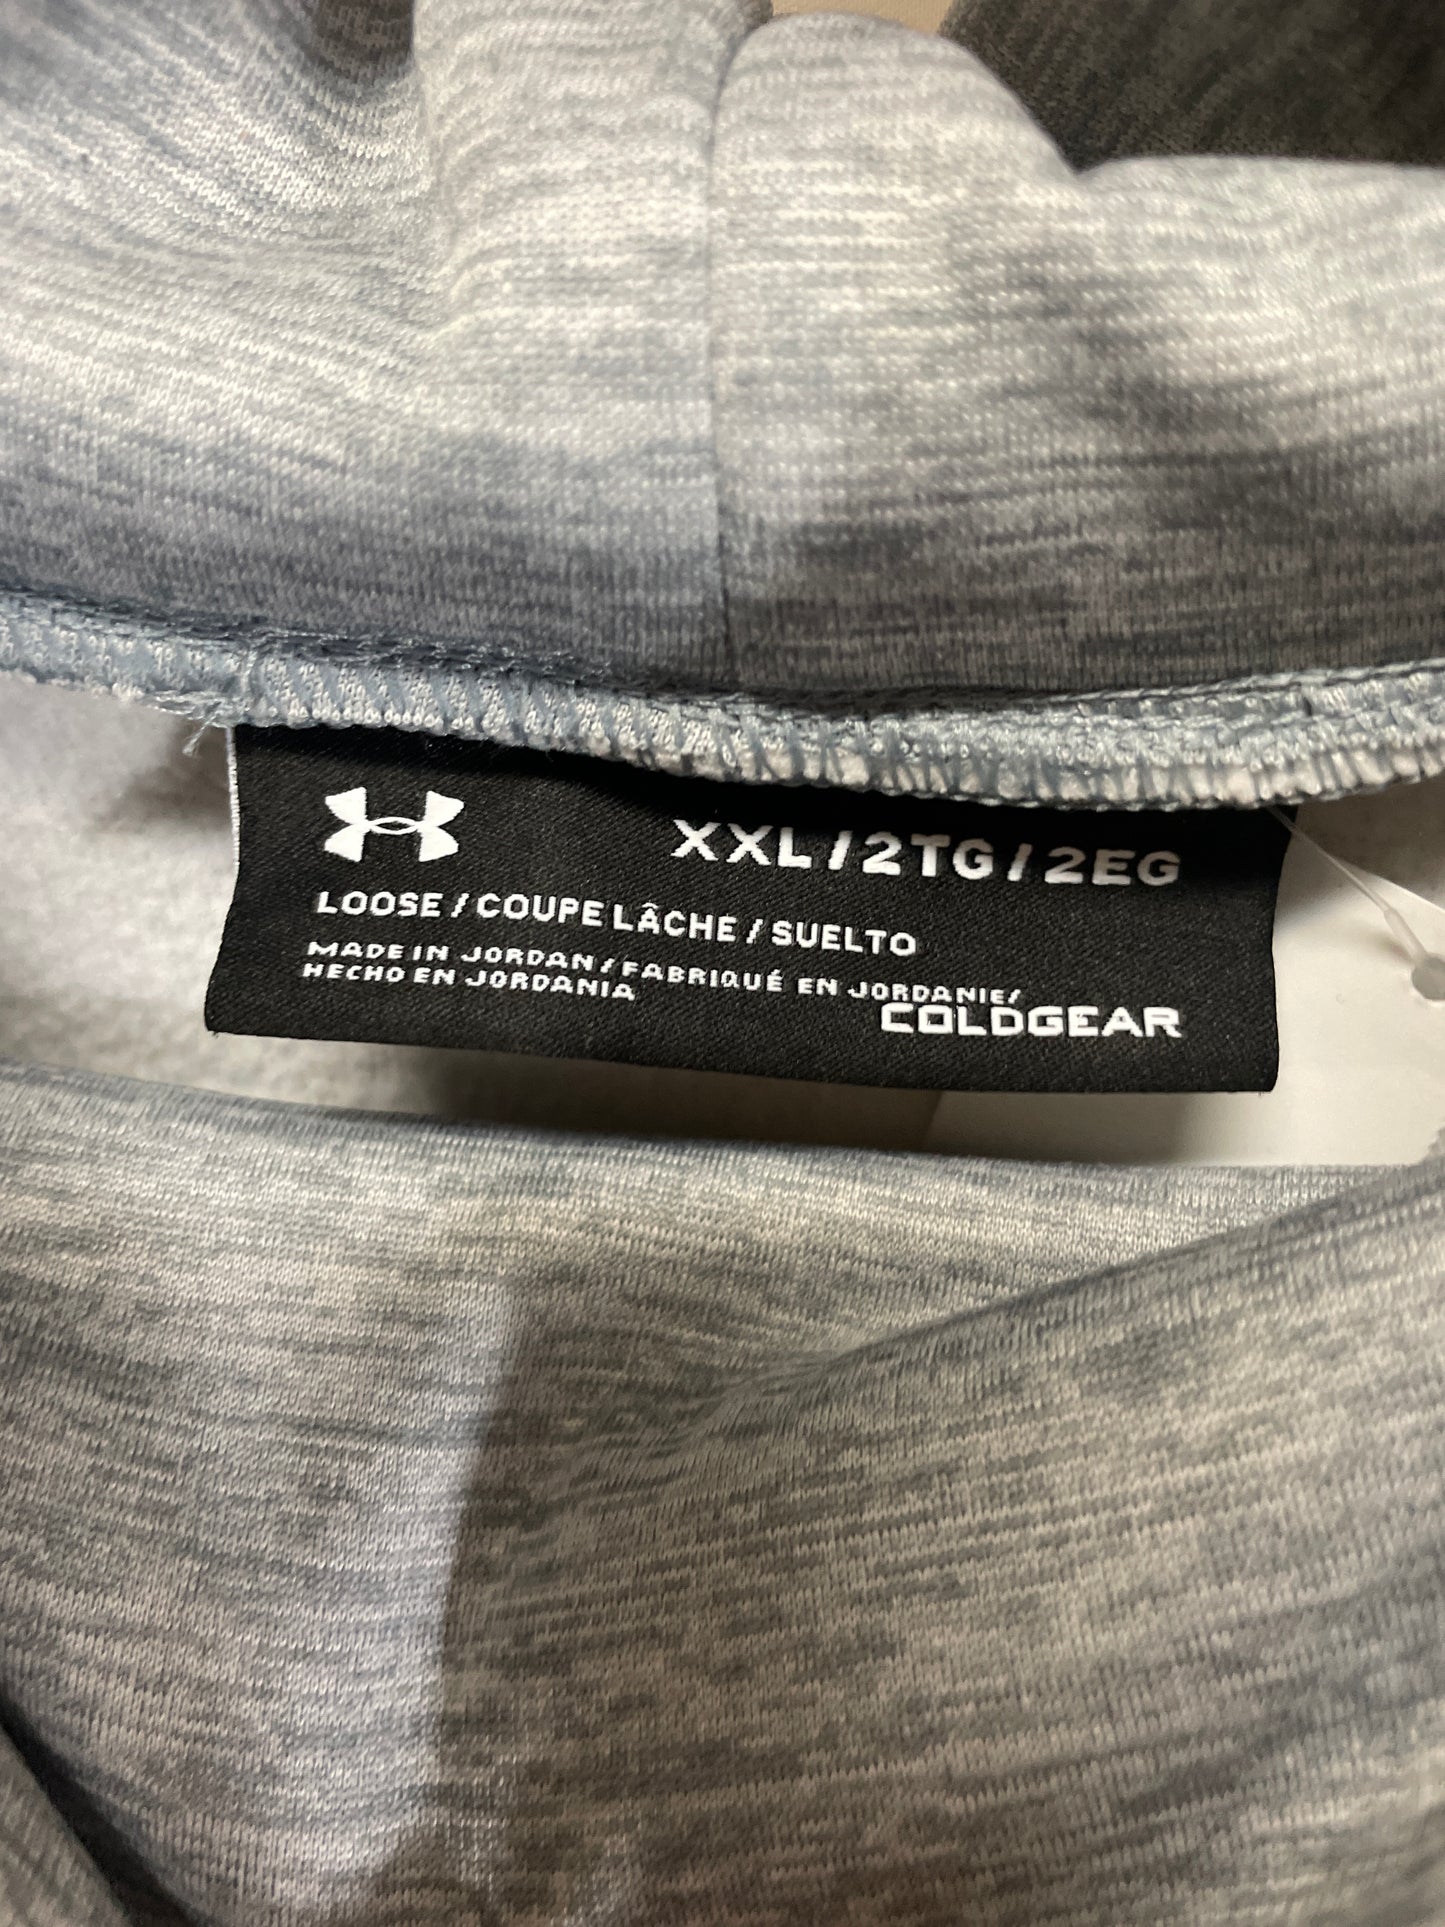 XXL/2TG/2EG
LOOSE / COUPE LÂCHE / SUELTO
MADE IN JORDAN / FABRIQUÉ EN JORDANIE/
HECHO EN JORDANIA
COLDGEAR